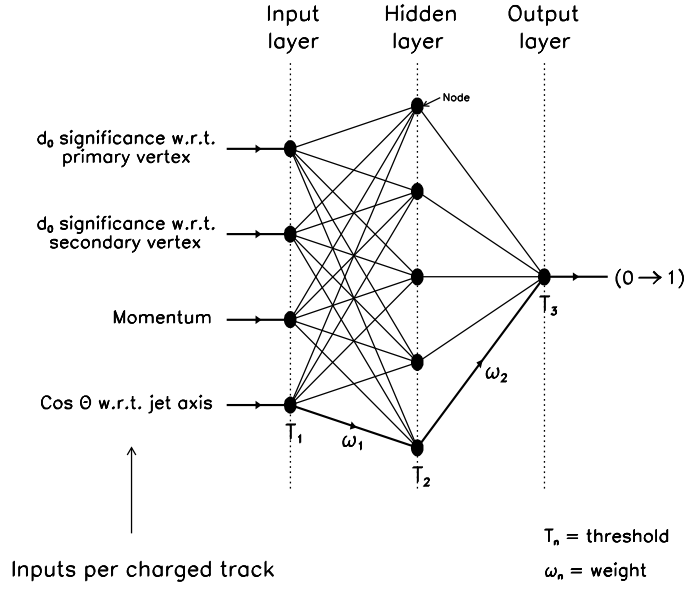 Input
layer
Hidden
layer
Output
layer
Node
d₀ significance w.r.t.
primary vertex
d₀ significance w.r.t.
secondary vertex
(0 → 1)
T₃
Momentum
ω₂
Cos Θ w.r.t. jet axis
T₁
ω₁
T₂
Tₙ = threshold
Inputs per charged track
ωₙ = weight